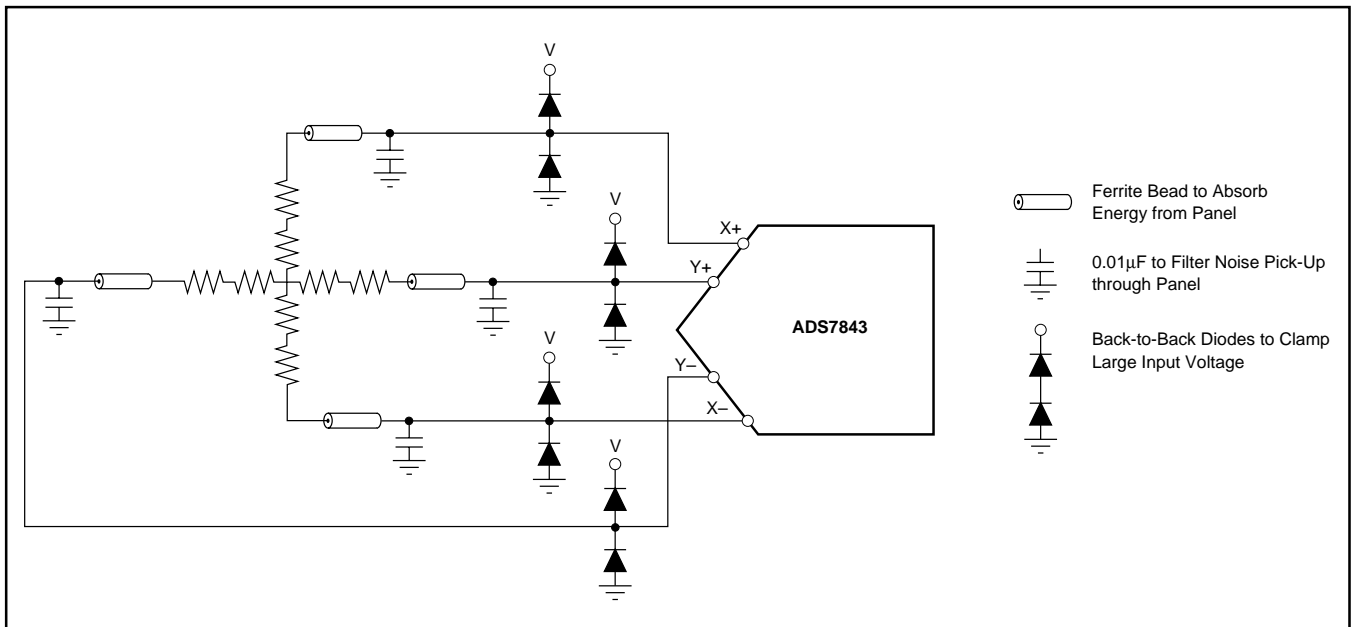 V
V
X+
Y+
ADS7843
V
Y–
X–
V
Ferrite Bead to Absorb
Energy from Panel
0.01µF to Filter Noise Pick-Up
through Panel
Back-to-Back Diodes to Clamp
Large Input Voltage